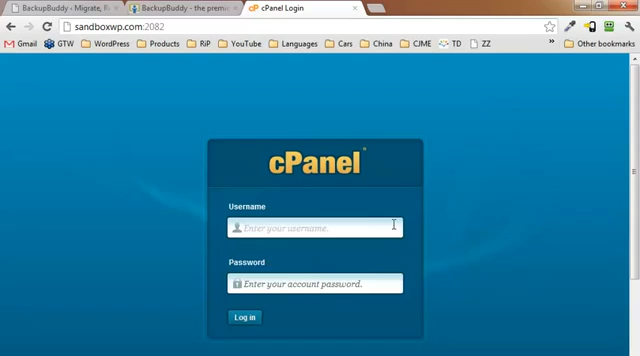 BackupBuddy - Migrate, R
BackupBuddy - the premi
cPanel Login
sandboxwp.com:2082
Gmail
GTW
WordPress
Products
RiP
YouTube
Languages
Cars
China
CJME
TD
ZZ
Other bookmarks
cPanel
Username
Enter your username.
Password
Enter your account password.
Log in